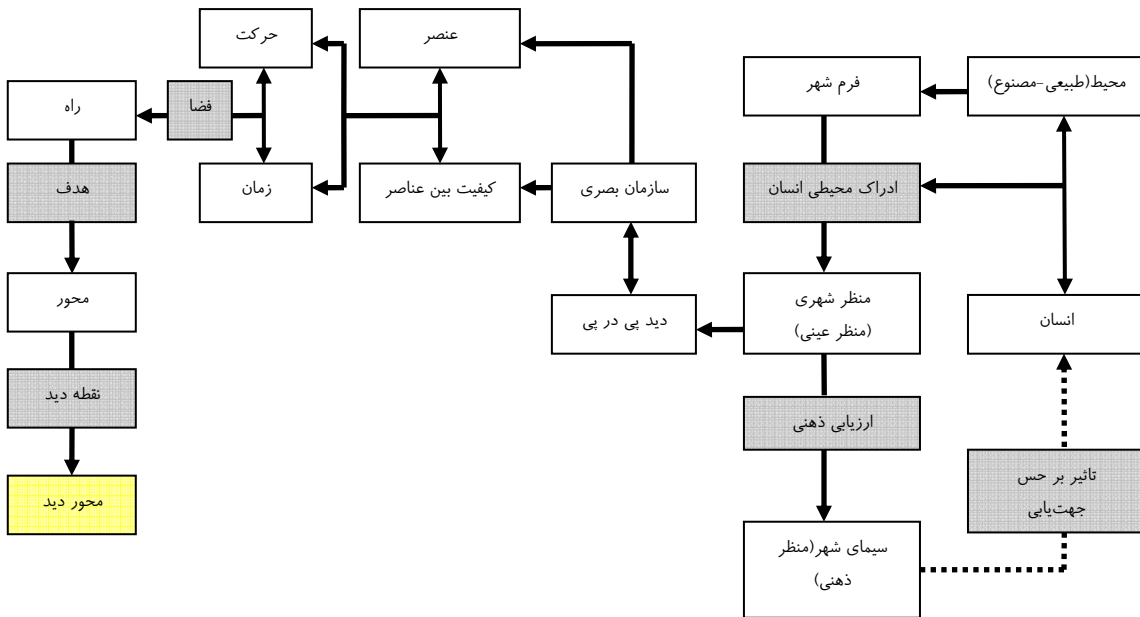 محیط(طبیعی-مصنوع)
فرم شهر
عنصر
حرکت
فضا
راه
ادراک محیطی انسان
سازمان بصری
کیفیت بین عناصر
زمان
هدف
انسان
منظر شهری
(منظر عینی)
دید پی در پی
محور
ارزیابی ذهنی
نقطه دید
تاثیر بر حس
جهت‌یابی
محور دید
سیمای شهر(منظر
ذهنی)